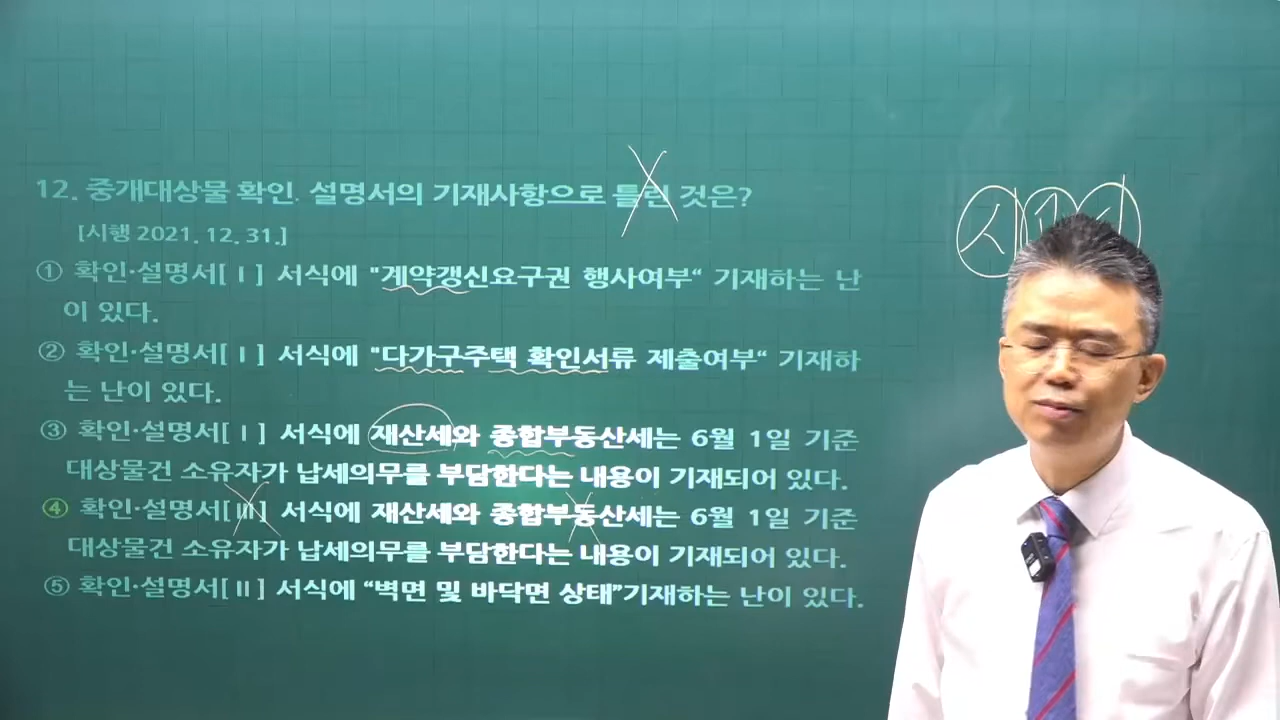 12. 중개대상물 확인. 설명서의 기재사항으로 틀린 것은?
[시행 2021. 12. 31.]
① 확인·설명서[Ⅰ] 서식에 "계약갱신요구권 행사여부“ 기재하는 난
이 있다.
② 확인·설명서[Ⅰ] 서식에 "다가구주택 확인서류 제출여부“ 기재하
는 난이 있다.
③ 확인·설명서[Ⅰ] 서식에 재산세와 종합부동산세는 6월 1일 기준
대상물건 소유자가 납세의무를 부담한다는 내용이 기재되어 있다.
④ 확인·설명서[Ⅲ] 서식에 재산세와 종합부동산세는 6월 1일 기준
대상물건 소유자가 납세의무를 부담한다는 내용이 기재되어 있다.
⑤ 확인·설명서[Ⅱ] 서식에 “벽면 및 바닥면 상태”기재하는 난이 있다.
시